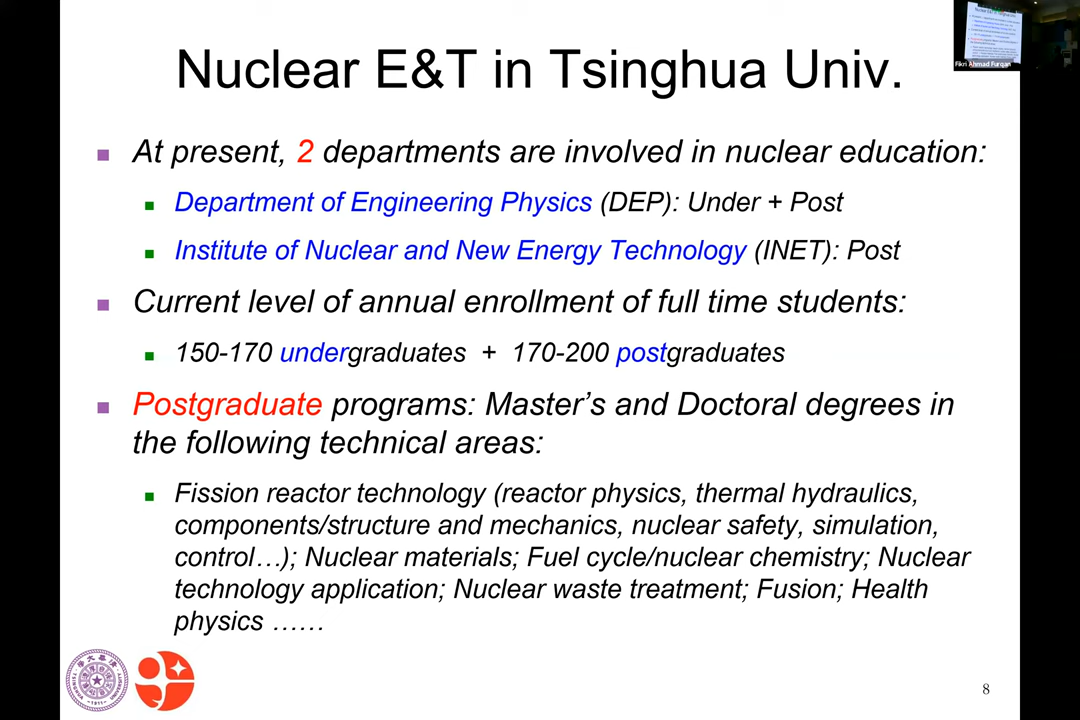 Nuclear E&T in Tsinghua Univ.
At present, 2 departments are involved in nuclear education:
Department of Engineering Physics (DEP): Under + Post
Institute of Nuclear and New Energy Technology (INET): Post
Current level of annual enrollment of full time students:
150-170 undergraduates + 170-200 postgraduates
Postgraduate programs: Master’s and Doctoral degrees in
the following technical areas:
Fission reactor technology (reactor physics, thermal hydraulics,
components/structure and mechanics, nuclear safety, simulation,
control…); Nuclear materials; Fuel cycle/nuclear chemistry; Nuclear
technology application; Nuclear waste treatment; Fusion; Health
physics ……
8
Fikri Ahmad Furqan